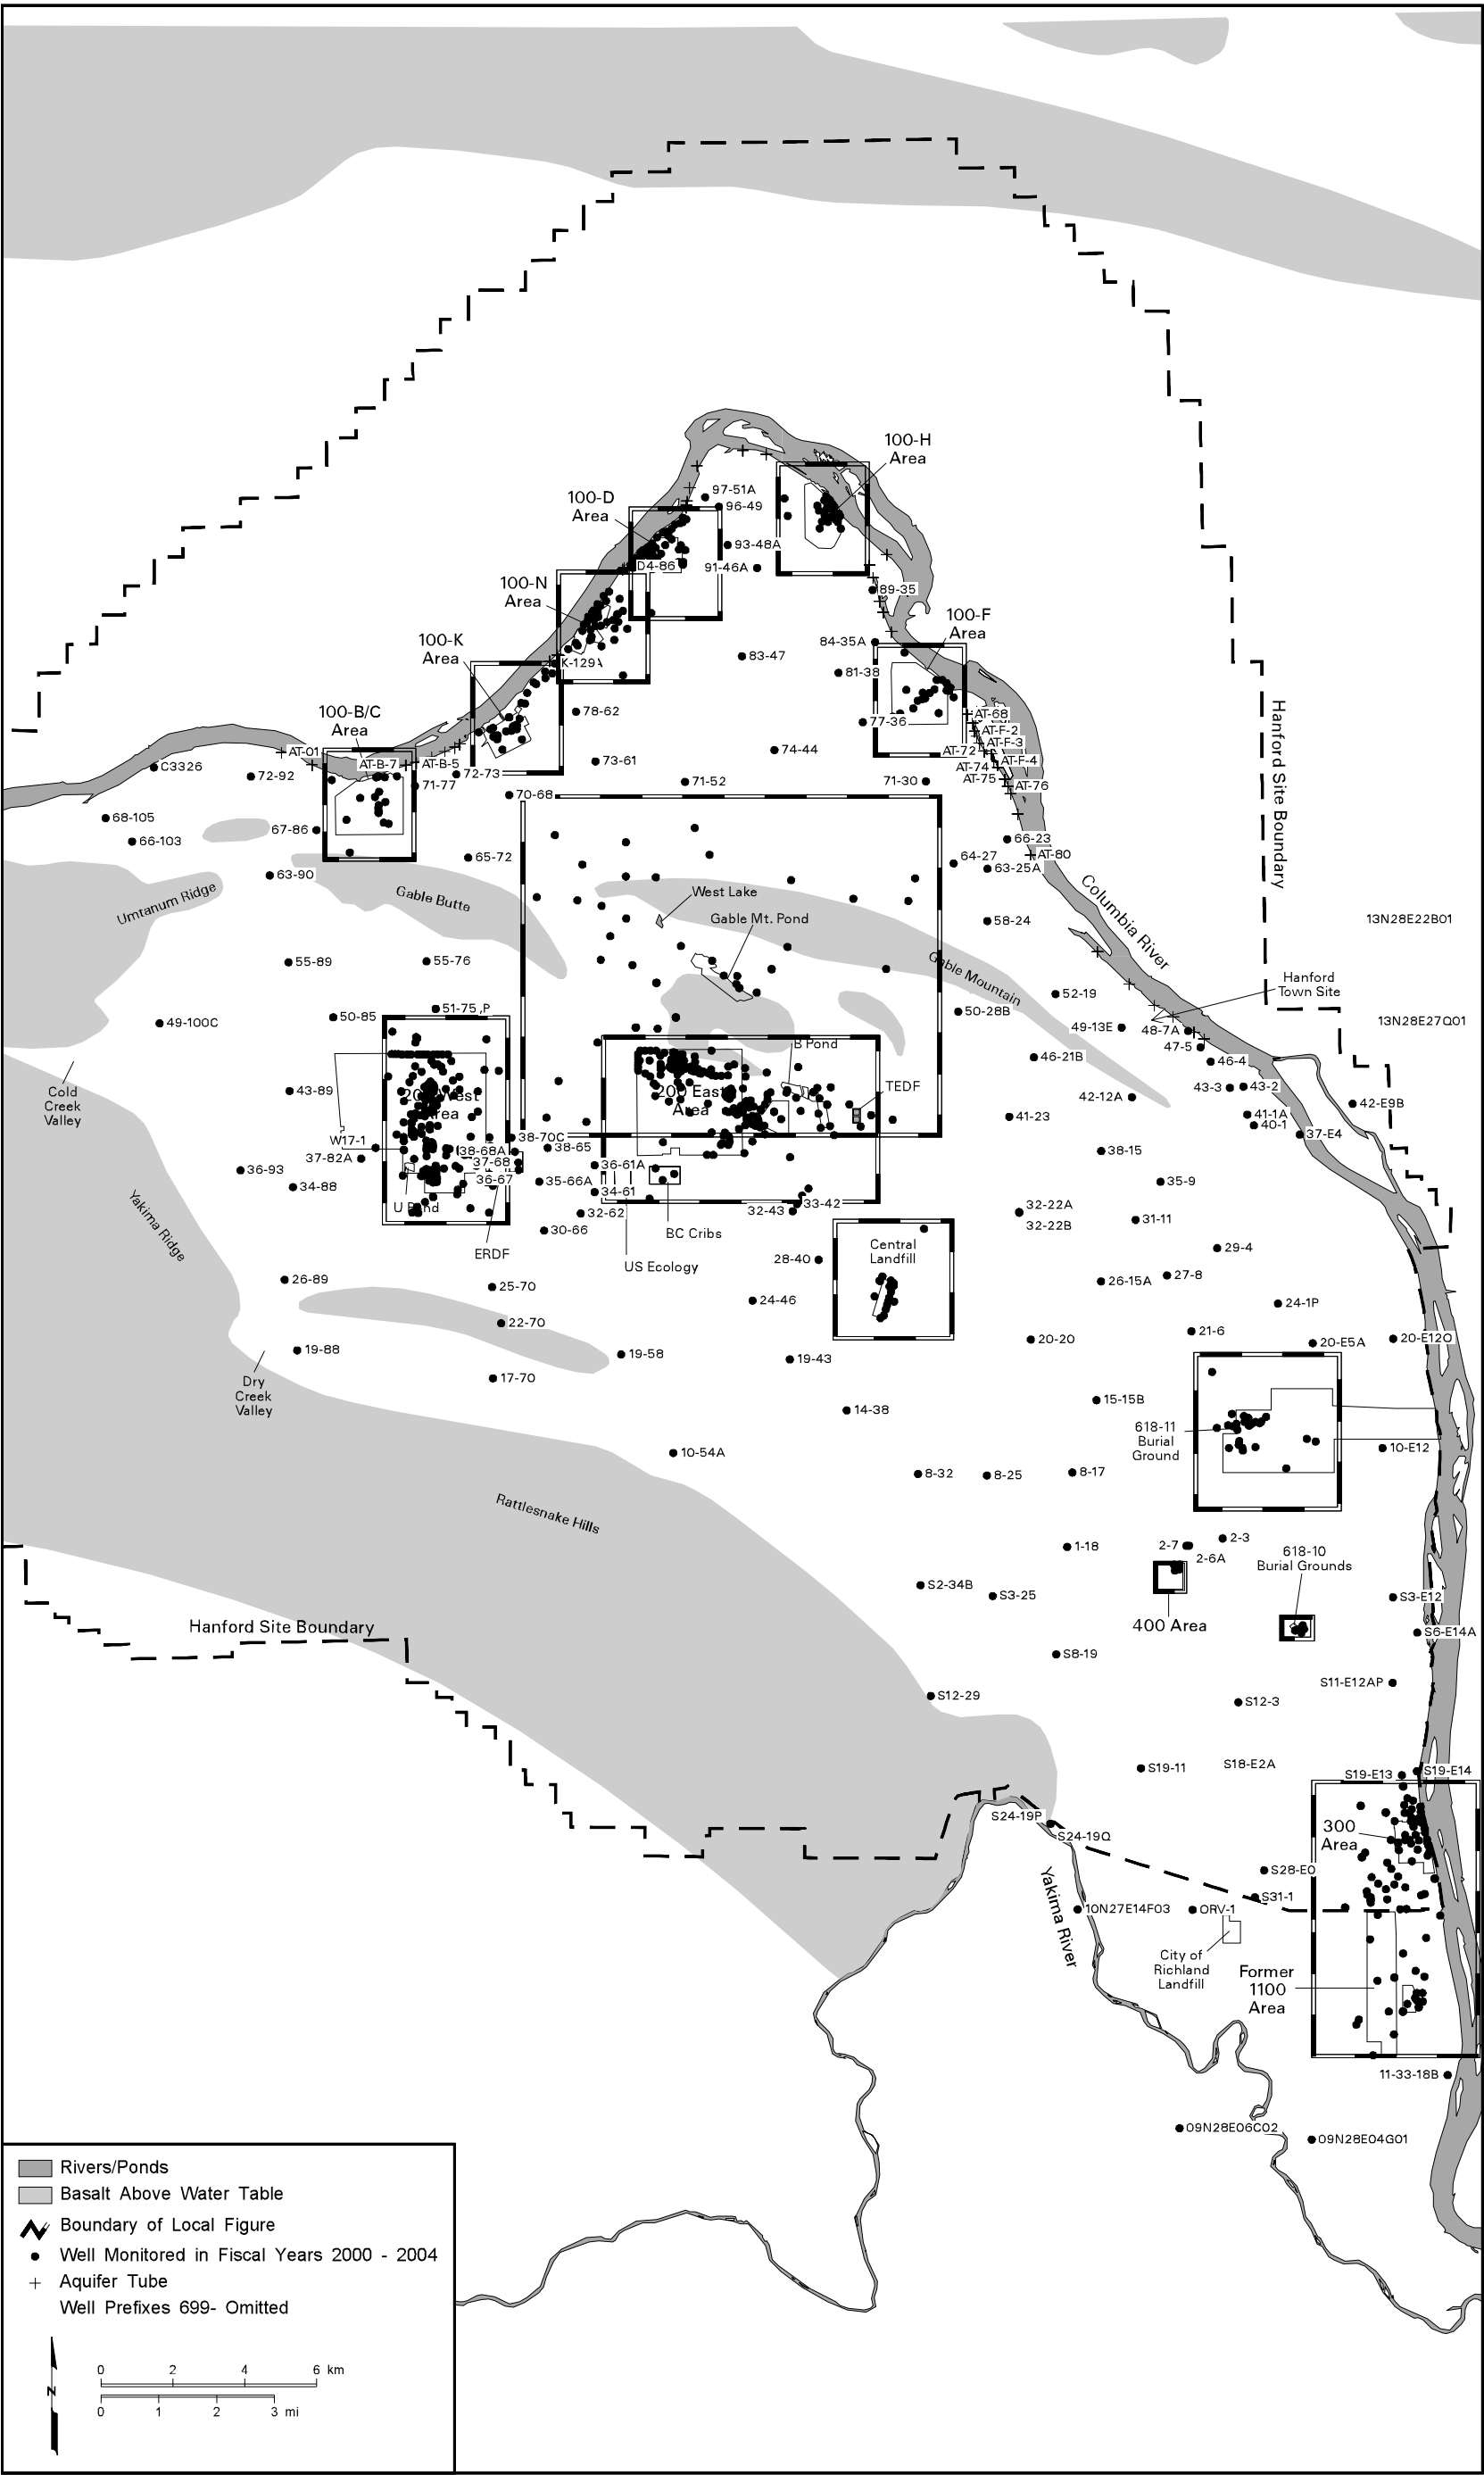 100-H
Area
97-51A
100-D
Area
96-49
93-48A
D4-86
91-46A
100-N
Area
89-35
100-F
Area
100-K
Area
84-35A
83-47
K-129A
81-38
78-62
Hanford Site Boundary
100-B/C
Area
AT-68
77-36
AT-F-2
AT-F-3
AT-01
74-44
AT-72
AT-B-7
AT-B-5
73-61
AT-F-4
C3326
AT-74
72-92
72-73
AT-75
71-77
71-52
71-30
AT-76
70-68
68-105
67-86
66-103
66-23
65-72
64-27
AT-80
63-25A
63-90
Umtanum Ridge
Gable Butte
West Lake
Gable Mt. Pond
Columbia River
13N28E22B01
58-24
55-89
55-76
Gable Mountain
Hanford
Town Site
52-19
51-75,P
50-85
50-28B
49-100C
49-13E
48-7A
13N28E27Q01
47-5
B Pond
46-21B
46-4
Cold
Creek
Valley
43-89
200 West
Area
200 East
Area
TEDF
43-3
43-2
42-12A
42-E9B
41-23
41-1A
40-1
37-E4
W17-1
38-70C
38-65
38-68A
38-15
37-82A
37-68
36-61A
36-93
36-67
35-66A
35-9
34-88
34-61
33-42
U Pond
32-62
32-43
32-22A
32-22B
31-11
Yakima Ridge
30-66
BC Cribs
ERDF
US Ecology
28-40
Central
Landfill
29-4
26-89
25-70
26-15A
27-8
24-46
24-1P
22-70
21-6
20-20
20-E5A
20-E12O
19-88
19-58
19-43
Dry
Creek
Valley
17-70
15-15B
14-38
618-11
Burial
Ground
10-54A
10-E12
8-32
8-25
8-17
Rattlesnake Hills
2-3
1-18
2-7
2-6A
618-10
Burial Grounds
S2-34B
S3-25
S3-E12
Hanford Site Boundary
400 Area
S6-E14A
S8-19
S11-E12AP
S12-29
S12-3
S19-11
S18-E2A
S19-E13
S19-E14
S24-19P
S24-19Q
300
Area
S28-E0
S31-1
Yakima River
10N27E14F03
ORV-1
City of
Richland
Landfill
Former
1100
Area
11-33-18B
09N28E06C02
09N28E04G01
Rivers/Ponds
Basalt Above Water Table
Boundary of Local Figure
Well Monitored in Fiscal Years 2000 - 2004
Aquifer Tube
Well Prefixes 699- Omitted
0 2 4 6 km
N
0 1 2 3 mi